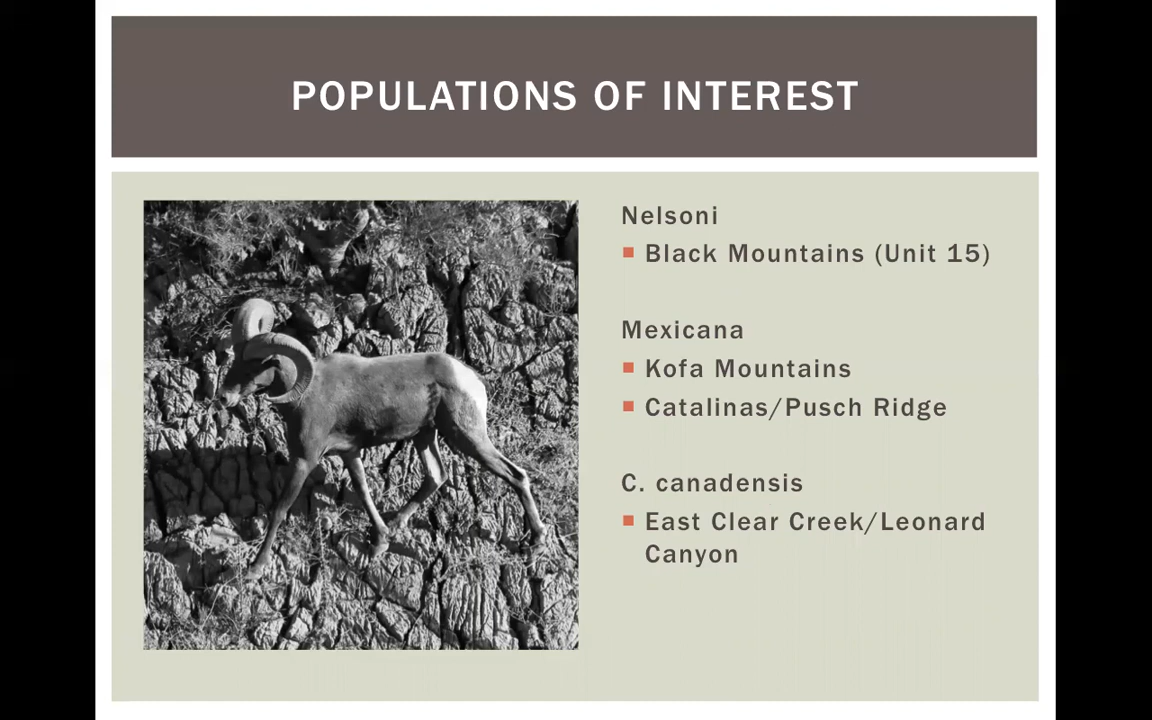 POPULATIONS OF INTEREST
Nelsoni
Black Mountains (Unit 15)
Mexicana
Kofa Mountains
Catalinas/Pusch Ridge
C. canadensis
East Clear Creek/Leonard
Canyon